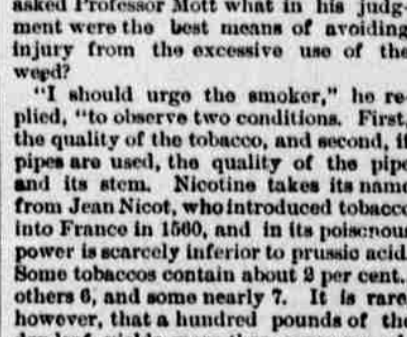 asked Professor Mott what in his judg-
ment were the best means of avoiding
injury from the excessive use of the
weed?
"I should urge the smoker," he re-
plied, "to observe two conditions. First,
the quality of the tobacco, and second, if
pipes are used, the quality of the pipe
and its stem. Nicotine takes its name
from Jean Nicot, who introduced tobacco
into France in 1560, and in its poisonous
power is scarcely inferior to prussic acid
Some tobaccos contain about 2 per cent.,
others 6, and some nearly 7. It is rare
however, that a hundred pounds of the